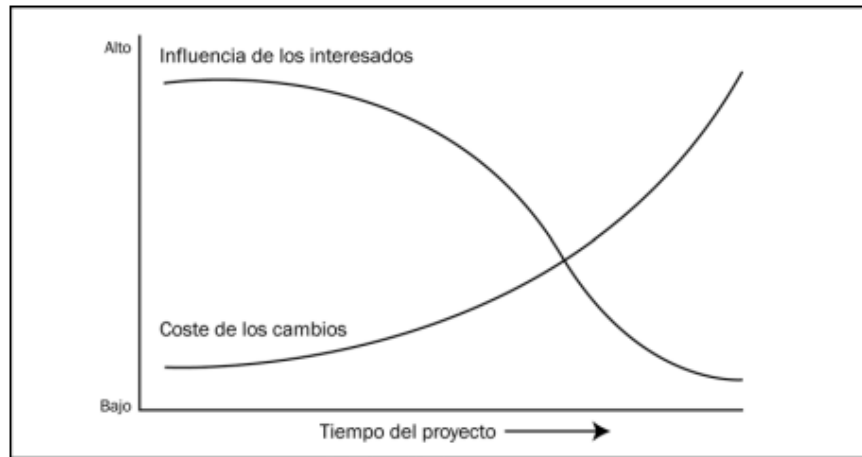 Alto
Influencia de los interesados
Coste de los cambios
Bajo
Tiempo del proyecto